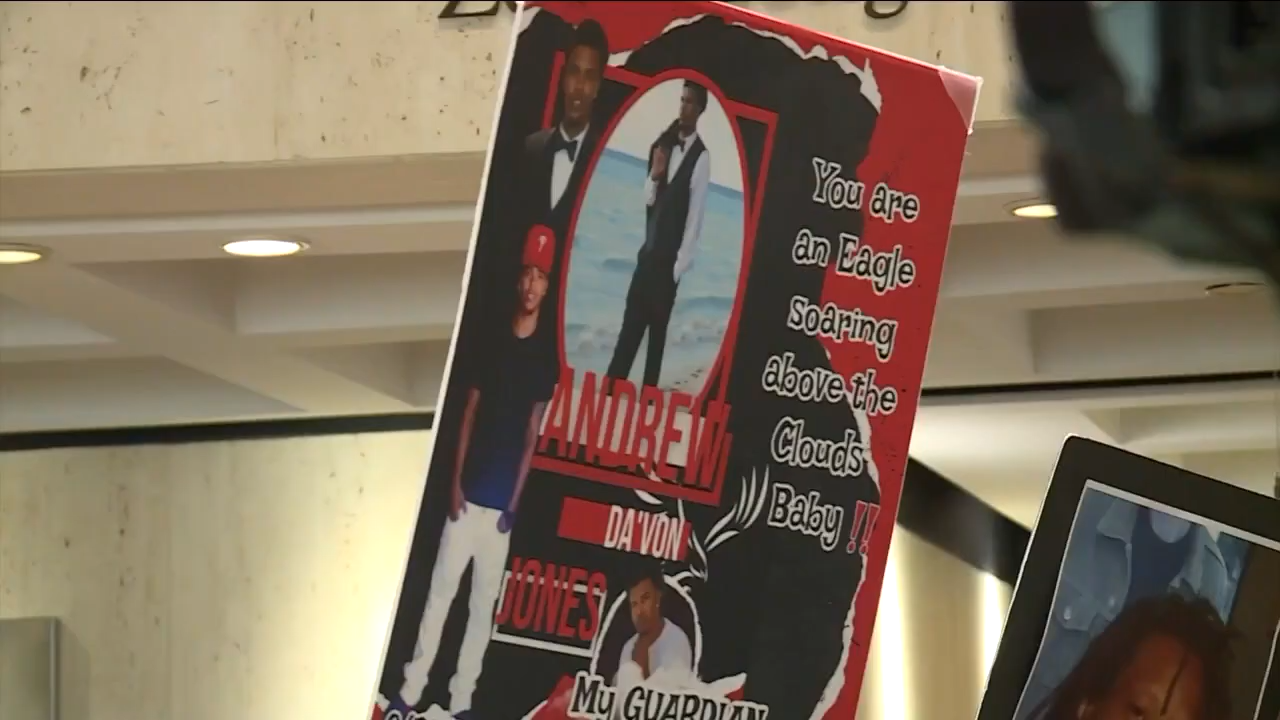 You are
an Eagle
soaring
above the
Clouds
Baby !!
ANDREW
DA'VON
JONES
My GUARDIAN